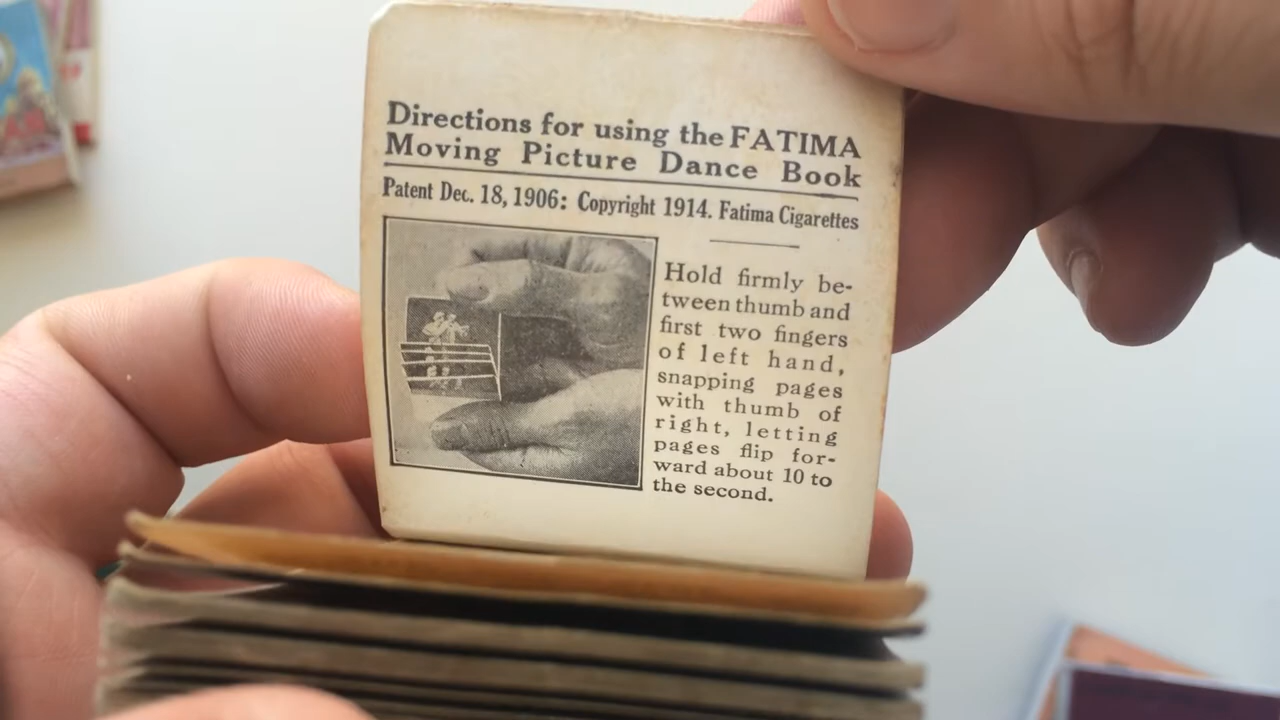 Directions for using the FATIMA
Moving Picture Dance Book
Patent Dec. 18, 1906: Copyright 1914. Fatima Cigarettes
Hold firmly be-
tween thumb and
first two fingers
of left hand,
snapping pages
with thumb of
right, letting
pages flip for-
ward about 10 to
the second.